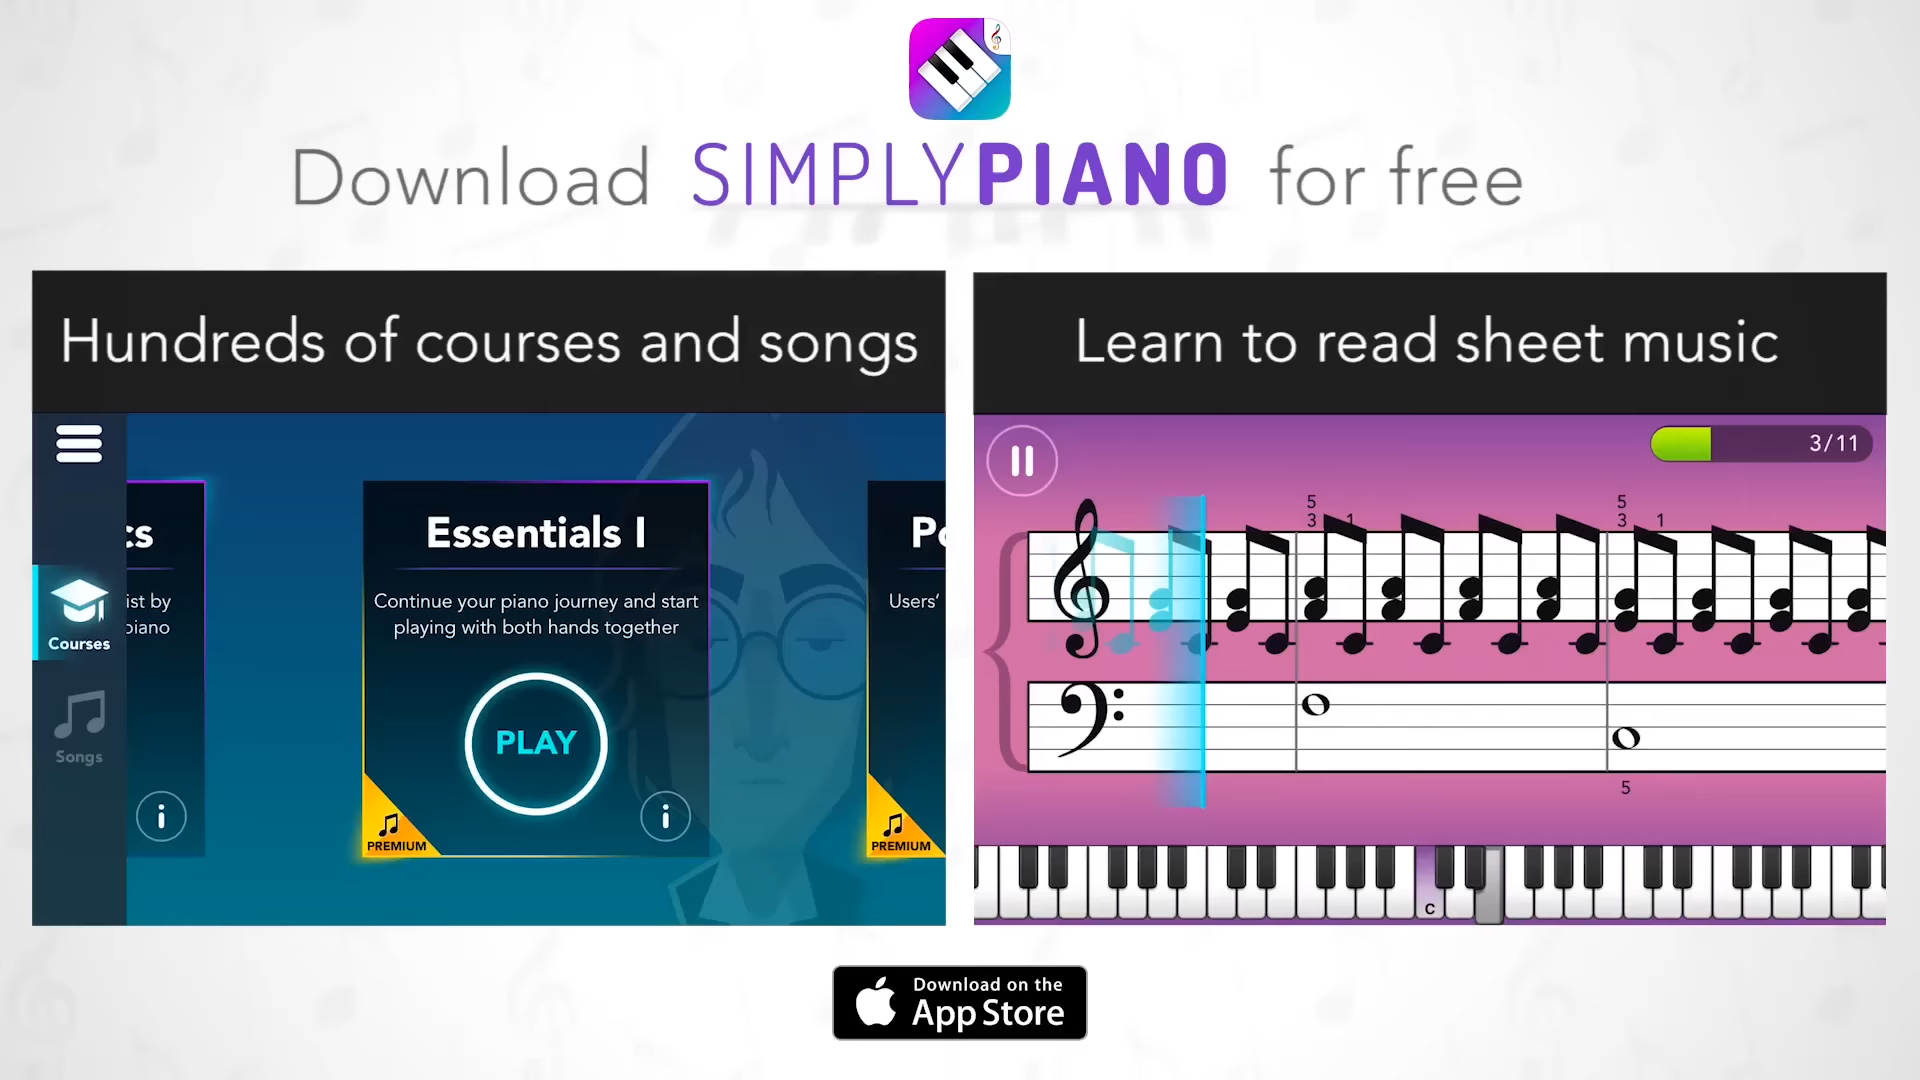 Download SIMPLYPIANO for free
Hundreds of courses and songs
Essentials I
Continue your piano journey and start
playing with both hands together
PLAY
i
PREMIUM
cs
ist by
piano
i
Courses
Songs
Po
Users’
PREMIUM
Learn to read sheet music
3/11
5
3 1
5
3 1
5
C
Download on the
App Store